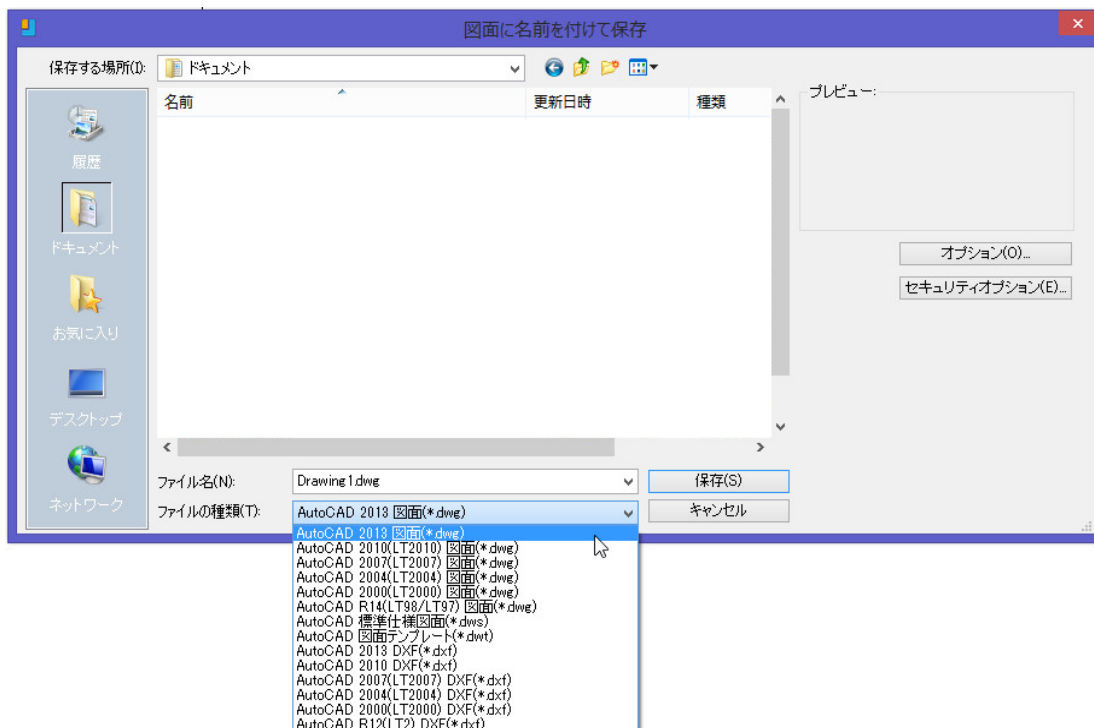 図面に名前を付けて保存
保存する場所(I):
ドキュメント
名前
更新日時
種類
プレビュー:
履歴
ドキュメント
お気に入り
デスクトップ
ネットワーク
オプション(O)...
セキュリティオプション(E)...
ファイル名(N):
Drawing1.dwg
保存(S)
ファイルの種類(T):
AutoCAD 2013 図面(*.dwg)
キャンセル
AutoCAD 2013 図面(*.dwg)
AutoCAD 2010(LT2010) 図面(*.dwg)
AutoCAD 2007(LT2007) 図面(*.dwg)
AutoCAD 2004(LT2004) 図面(*.dwg)
AutoCAD 2000(LT2000) 図面(*.dwg)
AutoCAD R14(LT98/LT97) 図面(*.dwg)
AutoCAD 標準仕様図面(*.dws)
AutoCAD 図面テンプレート(*.dwt)
AutoCAD 2013 DXF(*.dxf)
AutoCAD 2010 DXF(*.dxf)
AutoCAD 2007(LT2007) DXF(*.dxf)
AutoCAD 2004(LT2004) DXF(*.dxf)
AutoCAD 2000(LT2000) DXF(*.dxf)
AutoCAD R12(LT2) DXF(*.dxf)